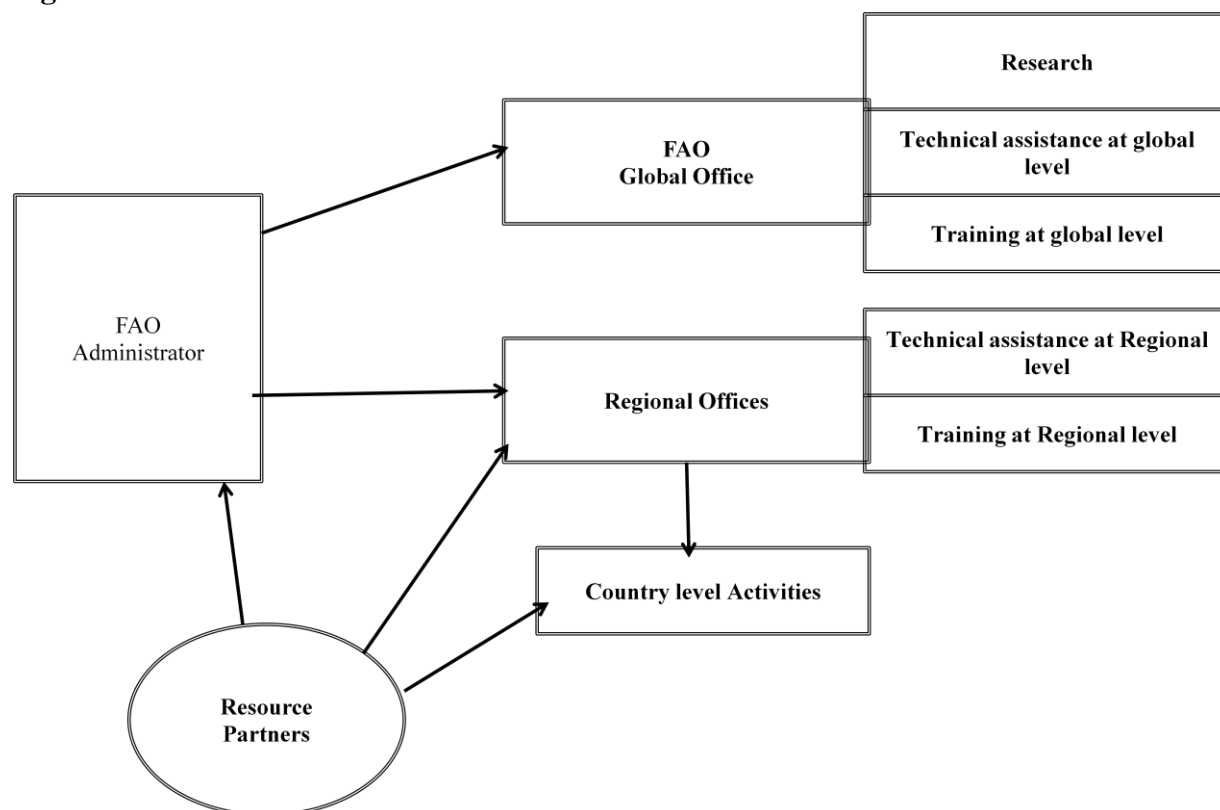 Research
FAO
Global Office
Technical assistance at global
level
Training at global level
FAO
Administrator
Regional Offices
Technical assistance at Regional
level
Training at Regional level
Country level Activities
Resource
Partners